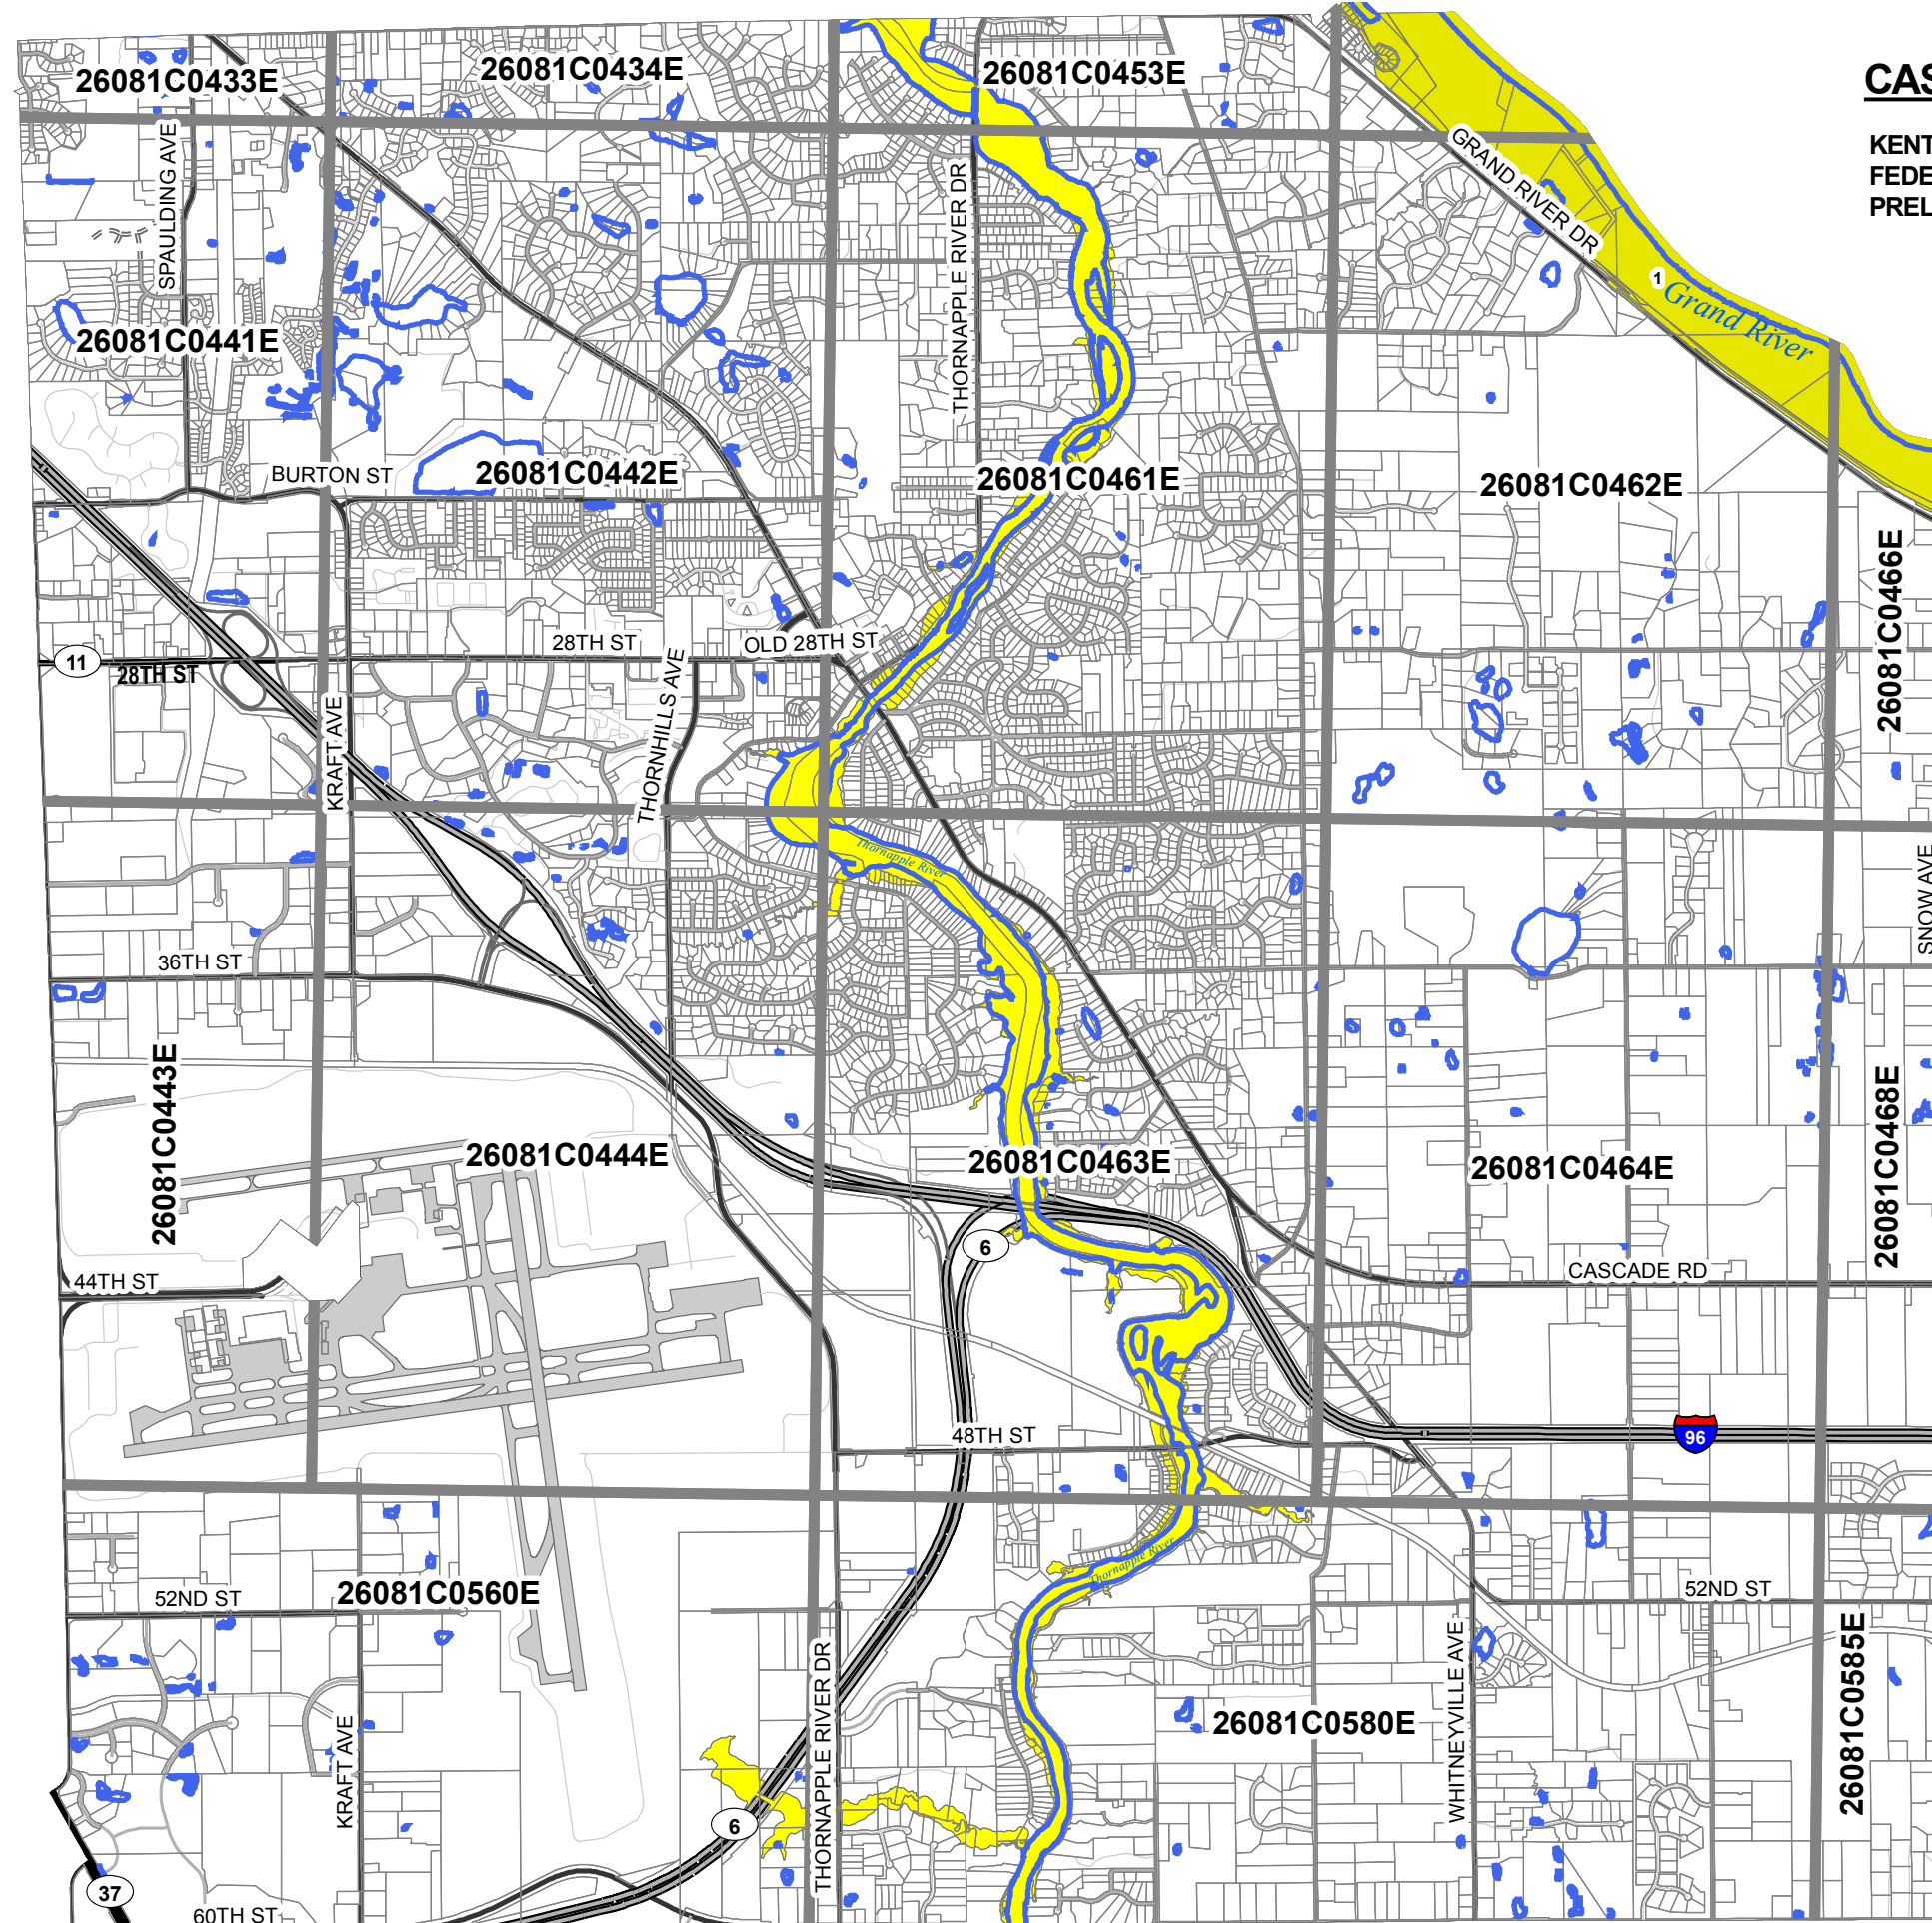 26081C0433E
26081C0434E
26081C0453E
CAS
KENT
FEDE
PREL
SPAULDING AVE
THORNAPPLE RIVER DR
GRAND RIVER DR
1
Grand River
26081C0441E
BURTON ST
26081C0442E
26081C0461E
26081C0462E
26081C0466E
28TH ST
OLD 28TH ST
11
28TH ST
KRAFT AVE
THORNHILLS AVE
Thornapple River
SNOW AVE
36TH ST
26081C0443E
26081C0444E
26081C0463E
26081C0464E
26081C0468E
6
44TH ST
CASCADE RD
48TH ST
96
Thornapple River
52ND ST
26081C0560E
52ND ST
KRAFT AVE
THORNAPPLE RIVER DR
26081C0580E
WHITNEYVILLE AVE
26081C0585E
6
37
60TH ST